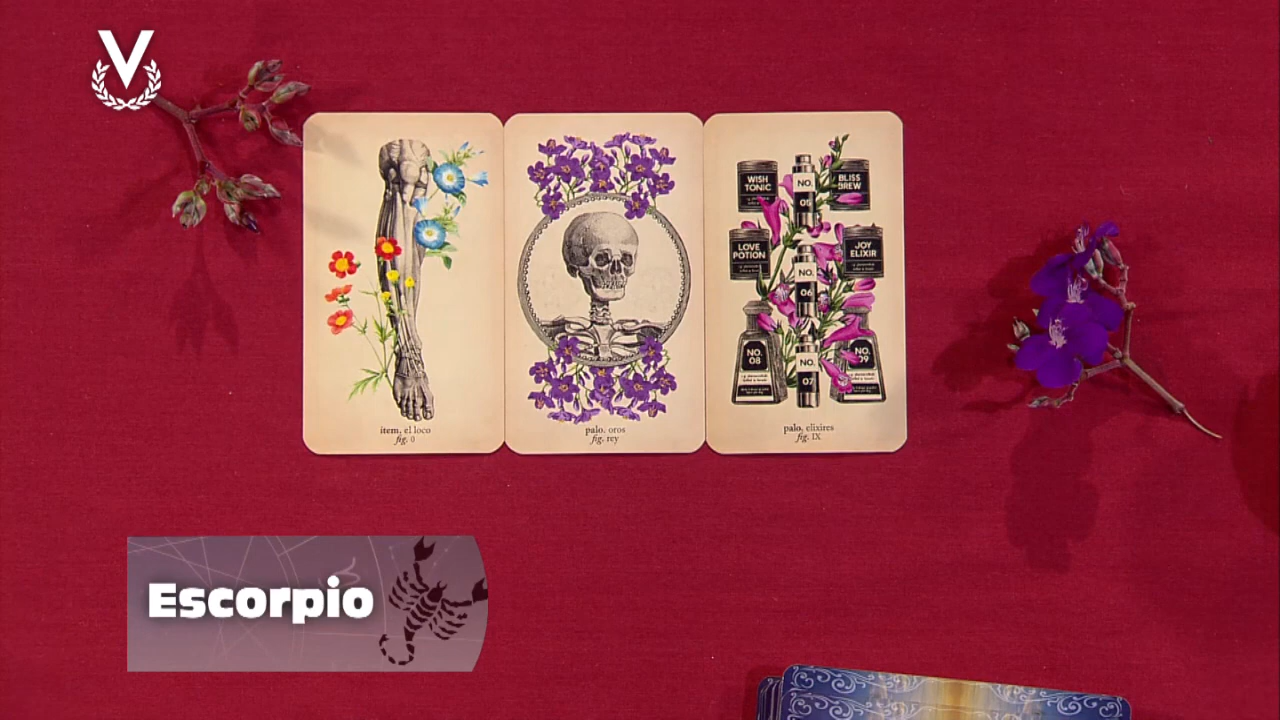 V
WISH
TONIC
NO.
05
BLISS
BREW
LOVE
POTION
NO.
06
JOY
ELIXIR
NO.
08
NO.
07
NO.
09
item, el loco
fig. 0
palo, oros
fig. rey
palo, elixires
fig. IX
Escorpio